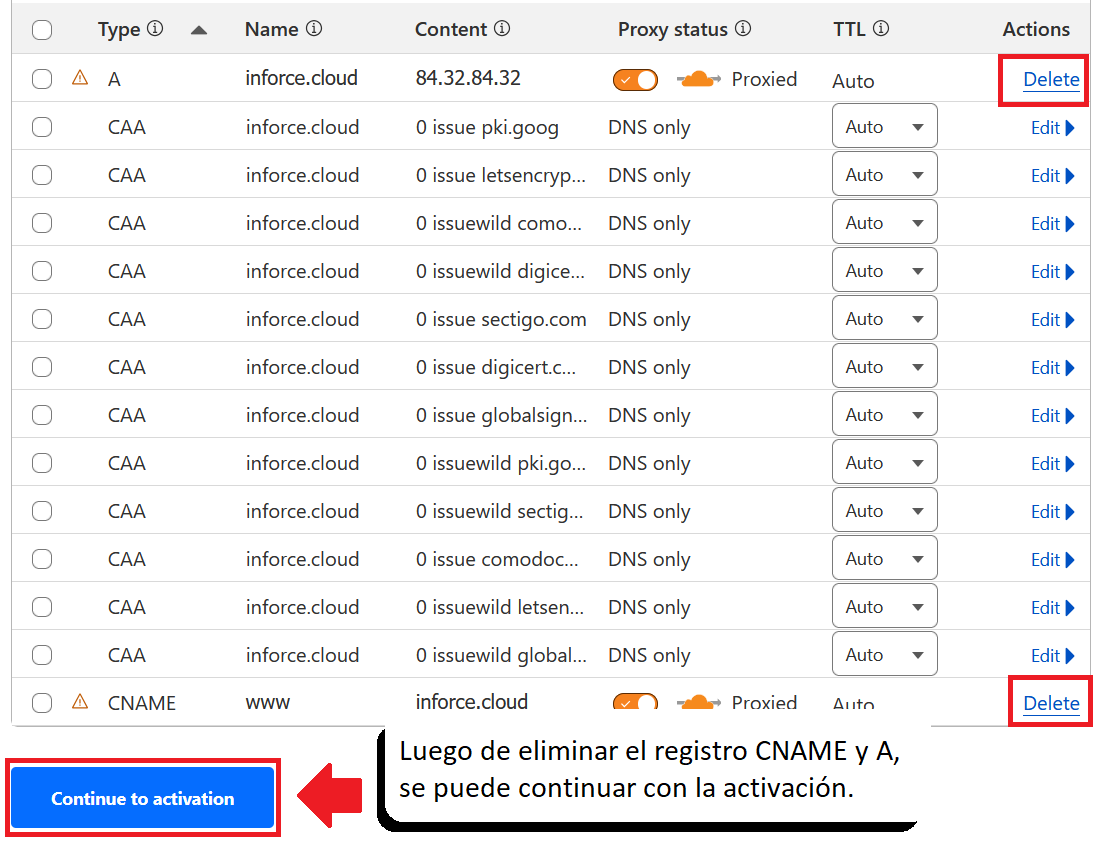 Type Name Content Proxy status TTL Actions
A inforce.cloud 84.32.84.32 Proxied Auto Delete
CAA inforce.cloud 0 issue pki.goog DNS only Auto Edit
CAA inforce.cloud 0 issue letsencryp... DNS only Auto Edit
CAA inforce.cloud 0 issuewild como... DNS only Auto Edit
CAA inforce.cloud 0 issuewild digice... DNS only Auto Edit
CAA inforce.cloud 0 issue sectigo.com DNS only Auto Edit
CAA inforce.cloud 0 issue digicert.c... DNS only Auto Edit
CAA inforce.cloud 0 issue globalsign... DNS only Auto Edit
CAA inforce.cloud 0 issuewild pki.go... DNS only Auto Edit
CAA inforce.cloud 0 issuewild sectig... DNS only Auto Edit
CAA inforce.cloud 0 issue comodoc... DNS only Auto Edit
CAA inforce.cloud 0 issuewild letsen... DNS only Auto Edit
CAA inforce.cloud 0 issuewild global... DNS only Auto Edit
CNAME www inforce.cloud Proxied Auto Delete
Luego de eliminar el registro CNAME y A,
se puede continuar con la activación.
Continue to activation